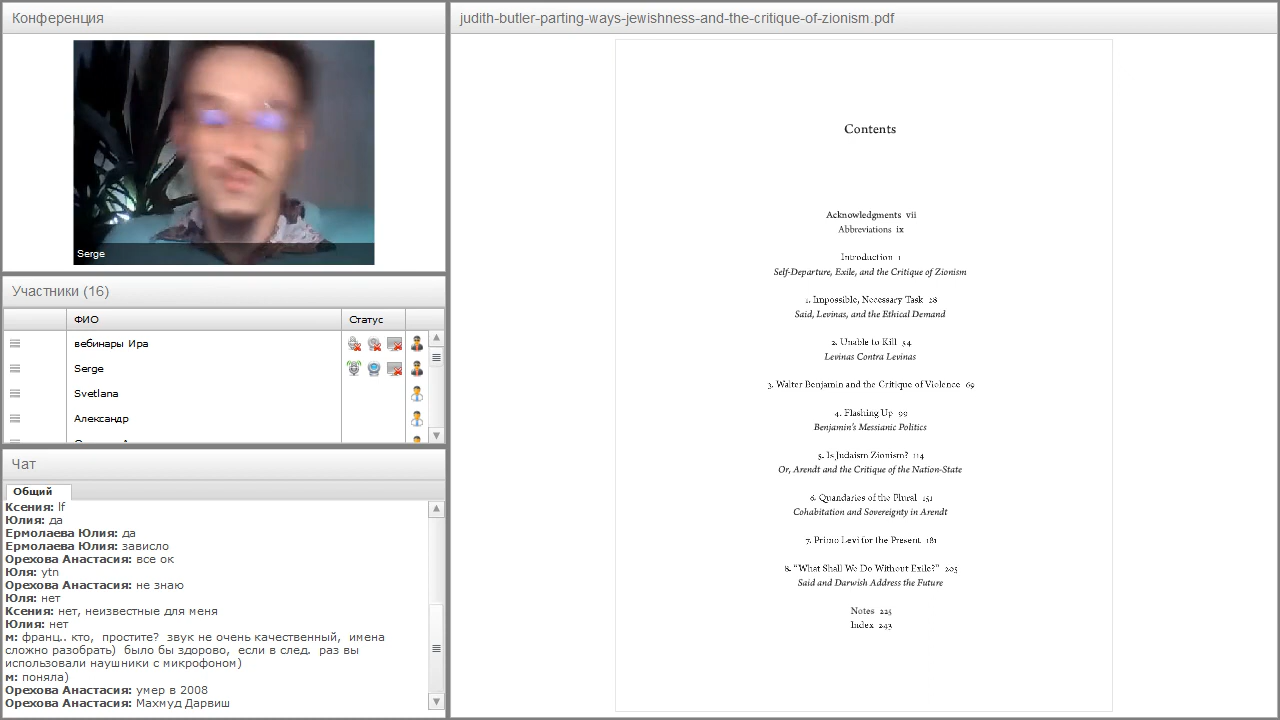 Конференция
Serge
Участники (16)
ФИО
Статус
вебинары Ира
Serge
Svetlana
Александр
Чат
Общий
Ксения: lf
Юлия: да
Ермолаева Юлия: да
Ермолаева Юлия: зависло
Орехова Анастасия: все ок
Юля: ytn
Орехова Анастасия: не знаю
Юля: нет
Ксения: нет, неизвестные для меня
Юлия: нет
м: франц.. кто, простите? звук не очень качественный, имена
сложно разобрать) было бы здорово, если в след. раз вы
использовали наушники с микрофоном)
м: поняла)
Орехова Анастасия: умер в 2008
Орехова Анастасия: Махмуд Дарвиш
judith-butler-parting-ways-jewishness-and-the-critique-of-zionism.pdf
Contents
Acknowledgments vii
Abbreviations ix
Introduction 1
Self-Departure, Exile, and the Critique of Zionism
1. Impossible, Necessary Task 28
Said, Levinas, and the Ethical Demand
2. Unable to Kill 54
Levinas Contra Levinas
3. Walter Benjamin and the Critique of Violence 69
4. Flashing Up 99
Benjamin's Messianic Politics
5. Is Judaism Zionism? 114
Or, Arendt and the Critique of the Nation-State
6. Quandaries of the Plural 151
Cohabitation and Sovereignty in Arendt
7. Primo Levi for the Present 181
8. “What Shall We Do Without Exile?” 205
Said and Darwish Address the Future
Notes 225
Index 243